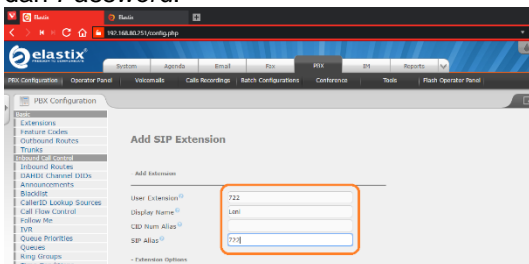 dan Password.
Elastix
Elastix
192.168.80.251/config.php
elastix
System Agenda Email Fax PBX IM Reports
PBX Configuration Operator Panel Voicemails Calls Recordings Batch Configurations Conference Tools Flash Operator Panel
PBX Configuration
Basic
Extensions
Feature Codes
Outbound Routes
Trunks
Inbound Call Control
Inbound Routes
DAHDI Channel DIDs
Announcements
Blacklist
CallerID Lookup Sources
Call Flow Control
Follow Me
IVR
Queue Priorities
Queues
Ring Groups
Add SIP Extension
- Add Extension
User Extension 722
Display Name Loni
CID Num Alias
SIP Alias 722
- Extension Options